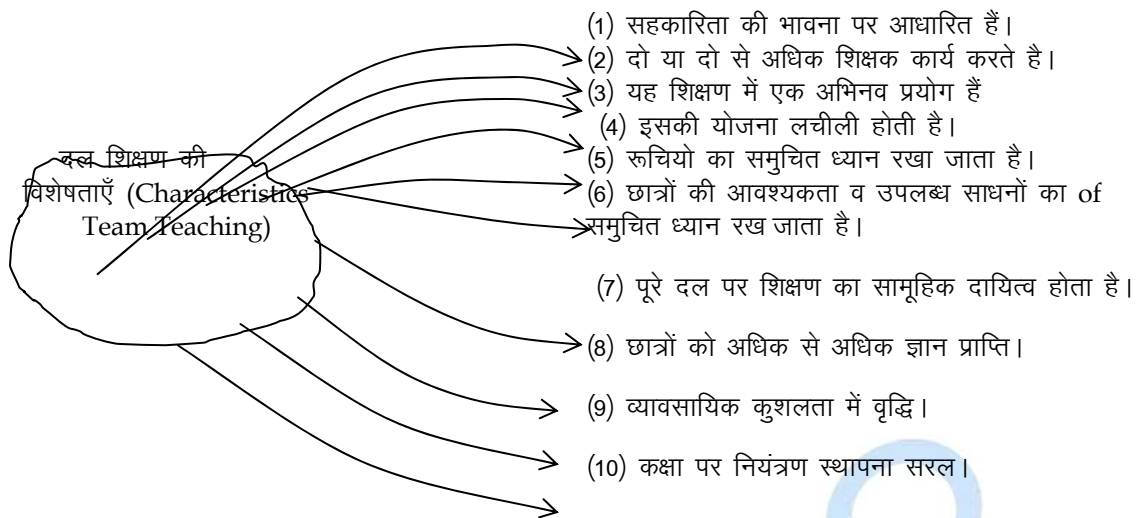 (1) सहकारिता की भावना पर आधारित हैं।
(2) दो या दो से अधिक शिक्षक कार्य करते है।
(3) यह शिक्षण में एक अभिनव प्रयोग हैं
(4) इसकी योजना लचीली होती है।
दल शिक्षण की
(5) रूचियो का समुचित ध्यान रखा जाता है।
विशेषताएँ (Characteristics
(6) छात्रों की आवश्यकता व उपलब्ध साधनों का of
Team Teaching)
समुचित ध्यान रख जाता है।
(7) पूरे दल पर शिक्षण का सामूहिक दायित्व होता है।
(8) छात्रों को अधिक से अधिक ज्ञान प्राप्ति।
(9) व्यावसायिक कुशलता में वृद्धि।
(10) कक्षा पर नियंत्रण स्थापना सरल।